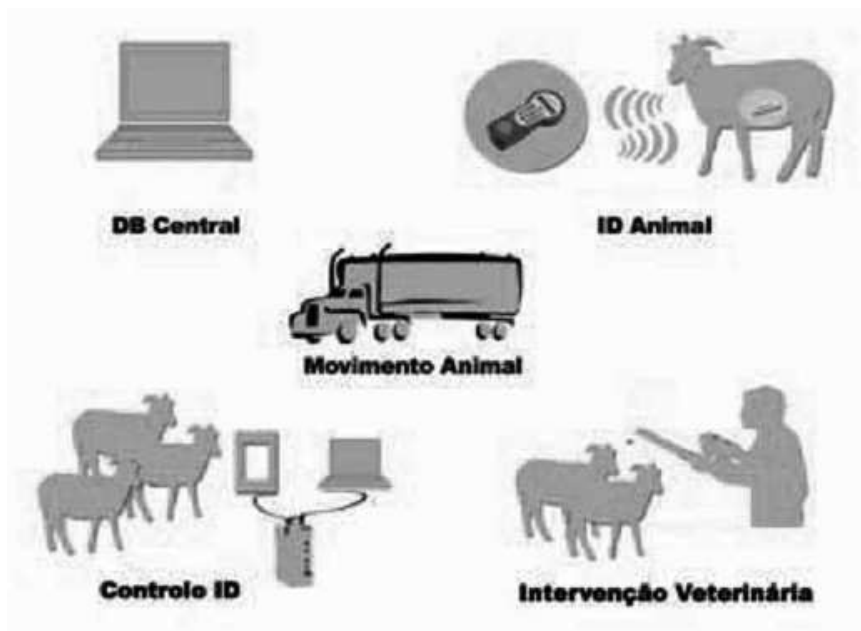 DB Central
ID Animal
Movimento Animal
Controlo ID
Intervenção Veterinária